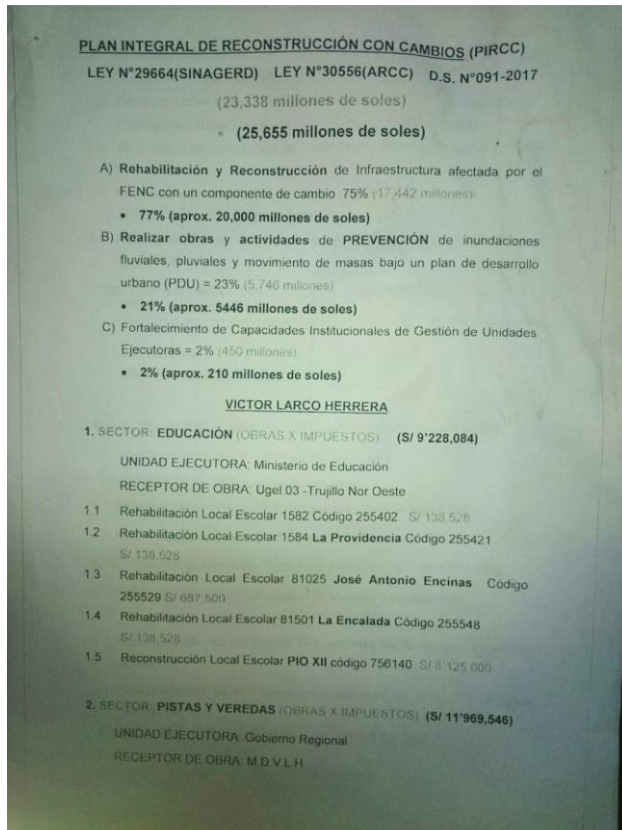 PLAN INTEGRAL DE RECONSTRUCCIÓN CON CAMBIOS (PIRCC)
LEY N°29664(SINAGERD) LEY N°30556(ARCC) D.S. N°091-2017
(23,338 millones de soles)
• (25,655 millones de soles)
A) Rehabilitación y Reconstrucción de Infraestructura afectada por el
FENC con un componente de cambio 75% (17,442 millones)
• 77% (aprox. 20,000 millones de soles)
B) Realizar obras y actividades de PREVENCIÓN de inundaciones
fluviales, pluviales y movimiento de masas bajo un plan de desarrollo
urbano (PDU) = 23% (5,746 millones)
• 21% (aprox. 5446 millones de soles)
C) Fortalecimiento de Capacidades Institucionales de Gestión de Unidades
Ejecutoras = 2% (450 millones)
• 2% (aprox. 210 millones de soles)
VICTOR LARCO HERRERA
1. SECTOR: EDUCACIÓN (OBRAS X IMPUESTOS) (S/ 9'228,084)
UNIDAD EJECUTORA: Ministerio de Educación
RECEPTOR DE OBRA: Ugel 03 -Trujillo Nor Oeste
1.1 Rehabilitación Local Escolar 1582 Código 255402 S/ 138,528
1.2 Rehabilitación Local Escolar 1584 La Providencia Código 255421
S/ 138,528
1.3 Rehabilitación Local Escolar 81025 José Antonio Encinas Código
255529 S/ 687,500
1.4 Rehabilitación Local Escolar 81501 La Encalada Código 255548
S/ 138,528
1.5 Reconstrucción Local Escolar PIO XII código 756140 S/ 8'125,000
2. SECTOR: PISTAS Y VEREDAS (OBRAS X IMPUESTOS) (S/ 11'969,546)
UNIDAD EJECUTORA: Gobierno Regional
RECEPTOR DE OBRA: M.D.V.L.H